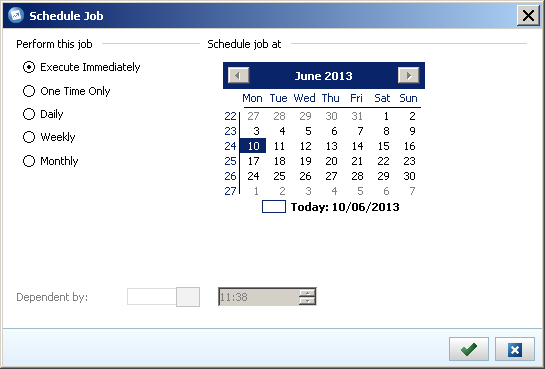 Schedule Job
Perform this job
Schedule job at
Execute Immediately
One Time Only
Daily
Weekly
Monthly
June 2013
Mon Tue Wed Thu Fri Sat Sun
22 27 28 29 30 31 1 2
23 3 4 5 6 7 8 9
24 10 11 12 13 14 15 16
25 17 18 19 20 21 22 23
26 24 25 26 27 28 29 30
27 1 2 3 4 5 6 7
Today: 10/06/2013
Dependent by:
11:38